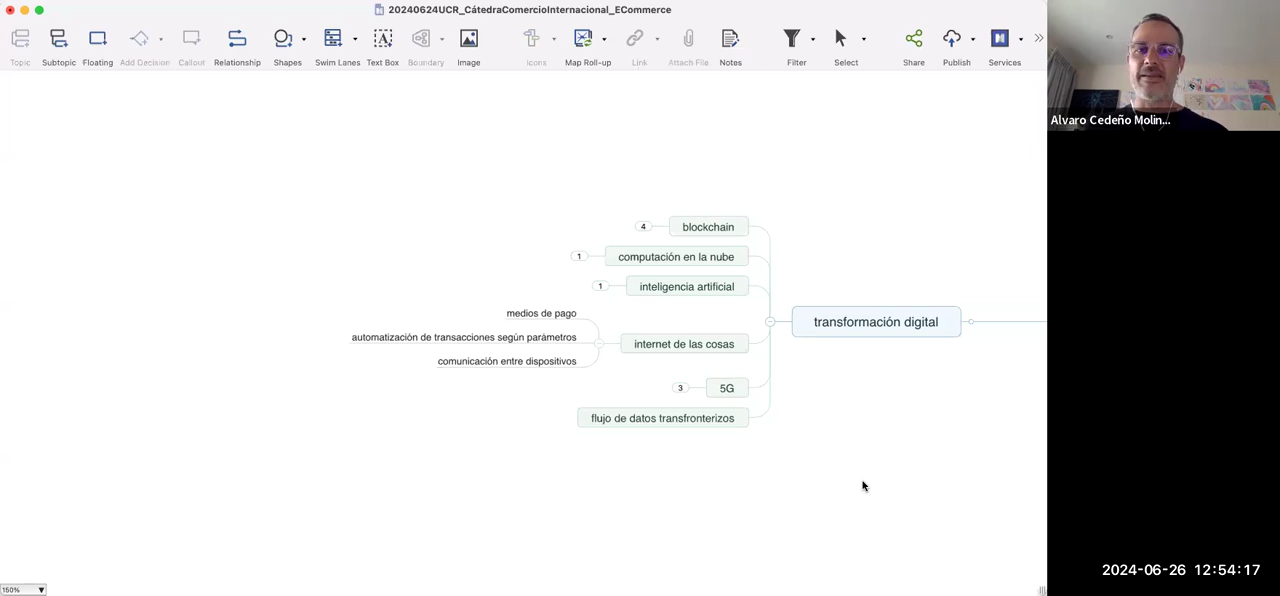 20240624UCR_CátedraComercioInternacional_ECommerce
Topic Subtopic Floating Add Decision Callout Relationship Shapes Swim Lanes Text Box Boundary Image Icons Map Roll-up Link Attach File Notes Filter Select Share Publish Services
Alvaro Cedeño Molin...
4 blockchain
1 computación en la nube
1 inteligencia artificial
medios de pago
transformación digital
automatización de transacciones según parámetros
internet de las cosas
comunicación entre dispositivos
3 5G
flujo de datos transfronterizos
2024-06-26 12:54:17
150%